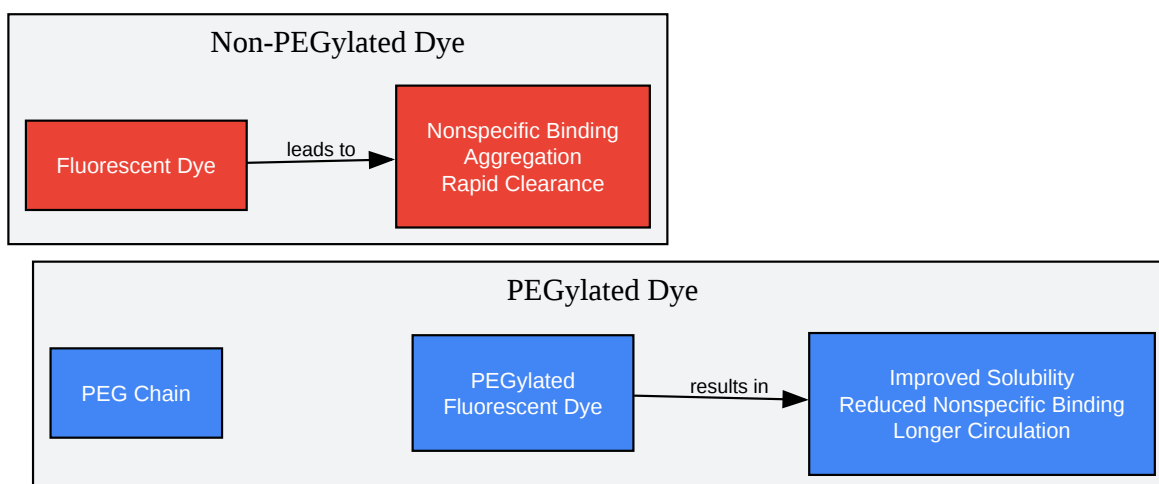 Non-PEGylated Dye
Fluorescent Dye
leads to
Nonspecific Binding
Aggregation
Rapid Clearance
PEGylated Dye
PEG Chain
PEGylated
Fluorescent Dye
results in
Improved Solubility
Reduced Nonspecific Binding
Longer Circulation